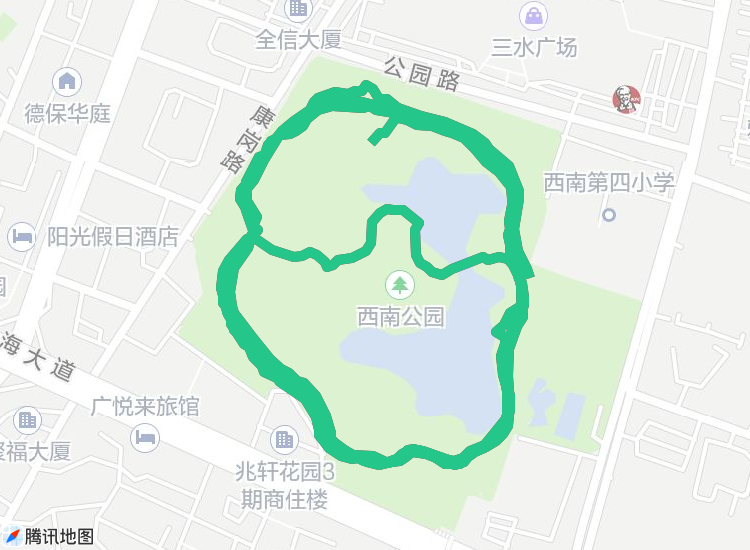 全信大厦
三水广场
公园路
德保华庭
康岗路
西南第四小学
阳光假日酒店
西南公园
海大道
广悦来旅馆
聚福大厦
兆轩花园3
期商住楼
腾讯地图